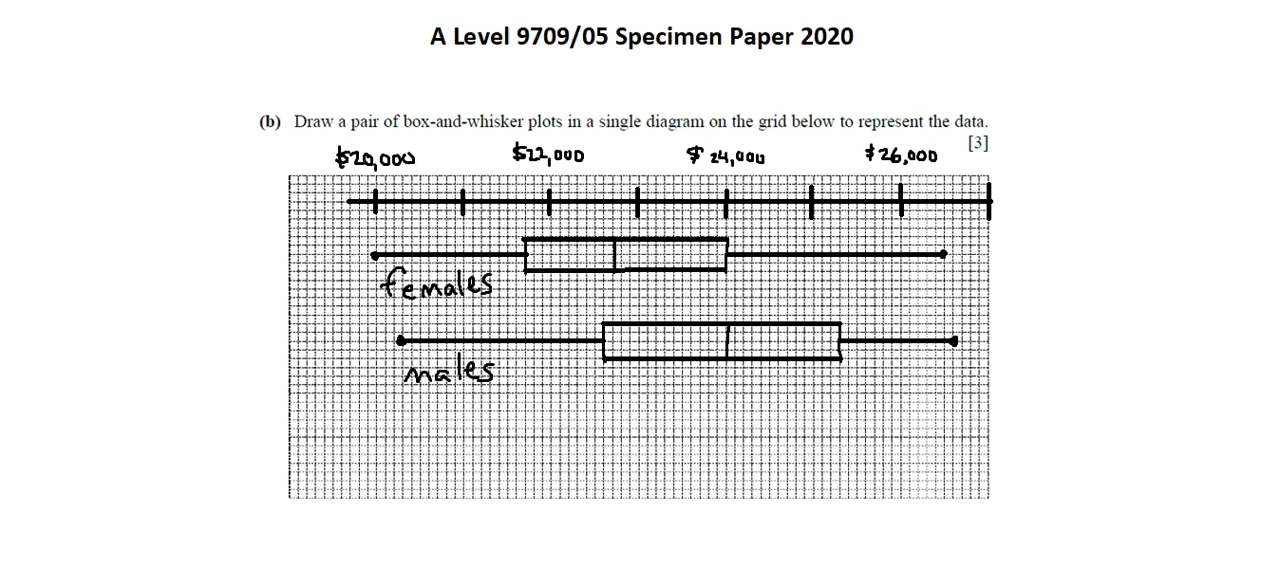 A Level 9709/05 Specimen Paper 2020
(b) Draw a pair of box-and-whisker plots in a single diagram on the grid below to represent the data.
[3]
$20,000 $22,000 $24,000 $26,000
females
males